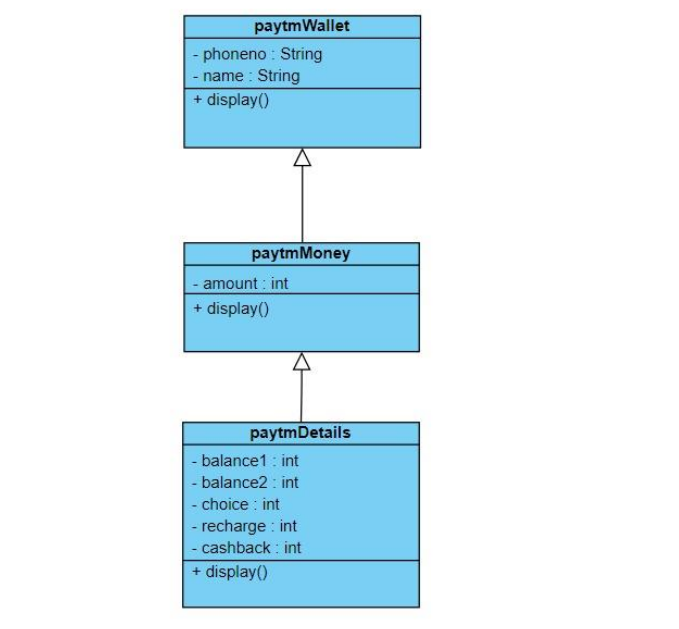 paytmWallet
- phoneno : String
- name : String
+ display()
paytmMoney
- amount : int
+ display()
paytmDetails
- balance1 : int
- balance2 : int
- choice : int
- recharge : int
- cashback : int
+ display()